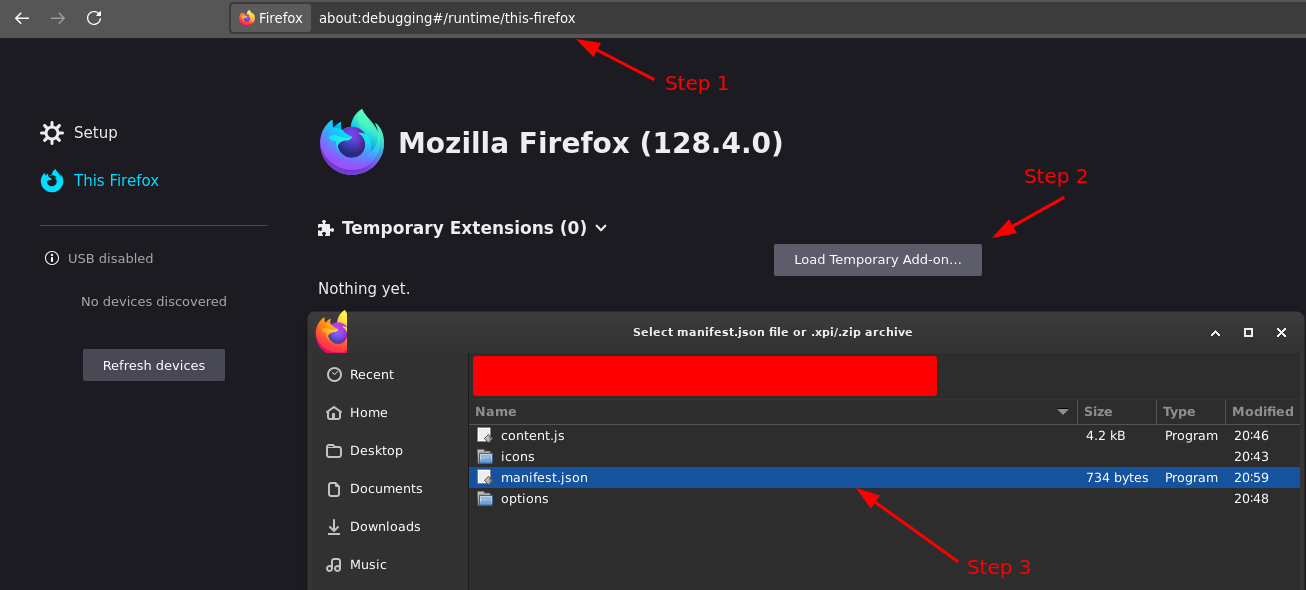 Firefox about:debugging#/runtime/this-firefox
Step 1
Setup
This Firefox
USB disabled
No devices discovered
Refresh devices
Mozilla Firefox (128.4.0)
Step 2
Temporary Extensions (0)
Load Temporary Add-on...
Nothing yet.
Select manifest.json file or .xpi/.zip archive
Recent
Home
Desktop
Documents
Downloads
Music
Name Size Type Modified
content.js 4.2 kB Program 20:46
icons 20:43
manifest.json 734 bytes Program 20:59
options 20:48
Step 3